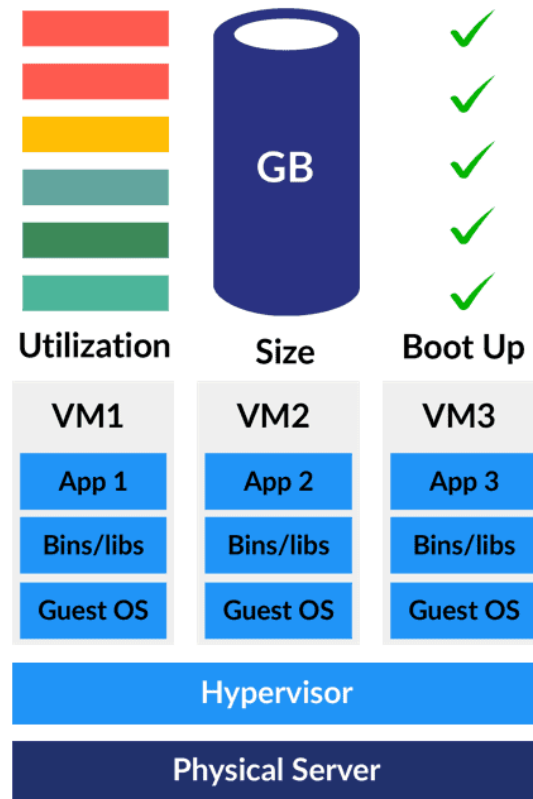 GB
Utilization
Size
Boot Up
VM1
VM2
VM3
App 1
App 2
App 3
Bins/libs
Bins/libs
Bins/libs
Guest OS
Guest OS
Guest OS
Hypervisor
Physical Server